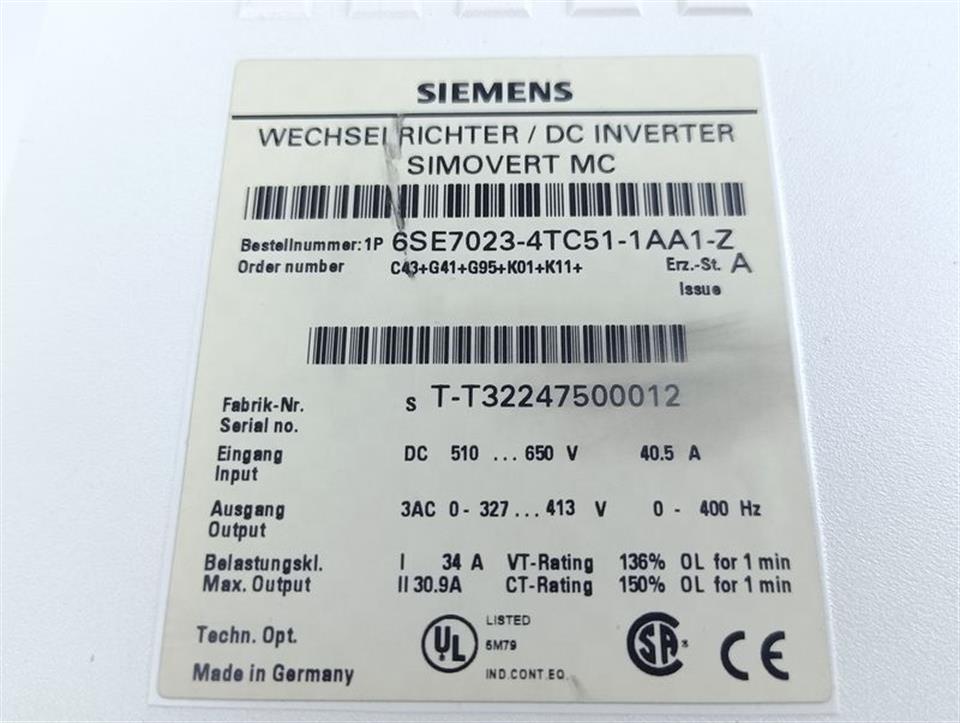 SIEMENS
WECHSELRICHTER / DC INVERTER
SIMOVERT MC
Bestellnummer: 1P 6SE7023-4TC51-1AA1-Z
Order number C43+G41+G95+K01+K11+ Erz.-St. A
Issue
Fabrik-Nr. S T-T32247500012
Serial no.
Eingang DC 510 ... 650 V 40.5 A
Input
Ausgang 3AC 0 - 327 ... 413 V 0 - 400 Hz
Output
Belastungskl. I 34 A VT-Rating 136% OL for 1 min
Max. Output II 30.9A CT-Rating 150% OL for 1 min
Techn. Opt.
Made in Germany
UL
LISTED
5M79
IND.CONT.EQ.
SA
CE